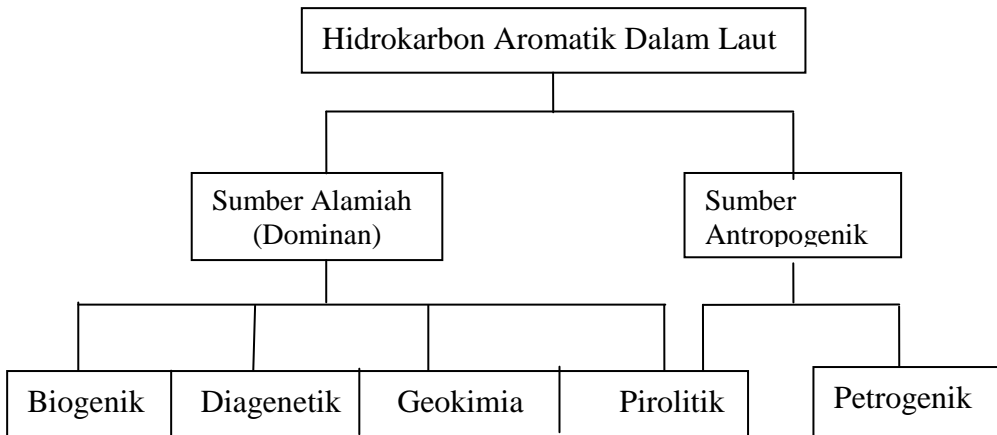 Hidrokarbon Aromatik Dalam Laut
Sumber Alamiah
(Dominan)
Sumber
Antropogenik
Biogenik
Diagenetik
Geokimia
Pirolitik
Petrogenik